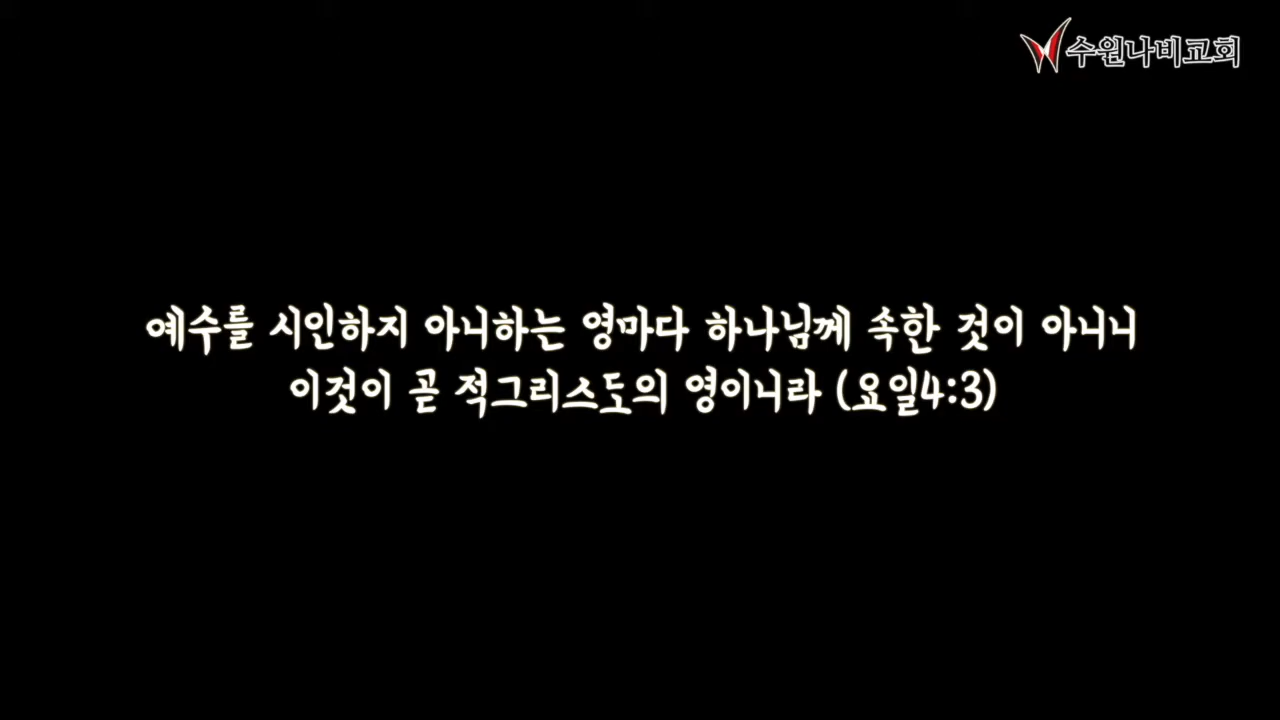 수원나비교회
예수를 시인하지 아니하는 영마다 하나님께 속한 것이 아니니
이것이 곧 적그리스도의 영이니라 (요일4:3)